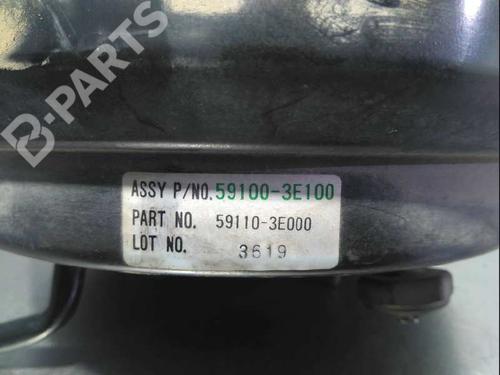 B-PARTS
ASSY P/NO. 59100-3E100
PART NO. 59110-3E000
LOT NO. 3619